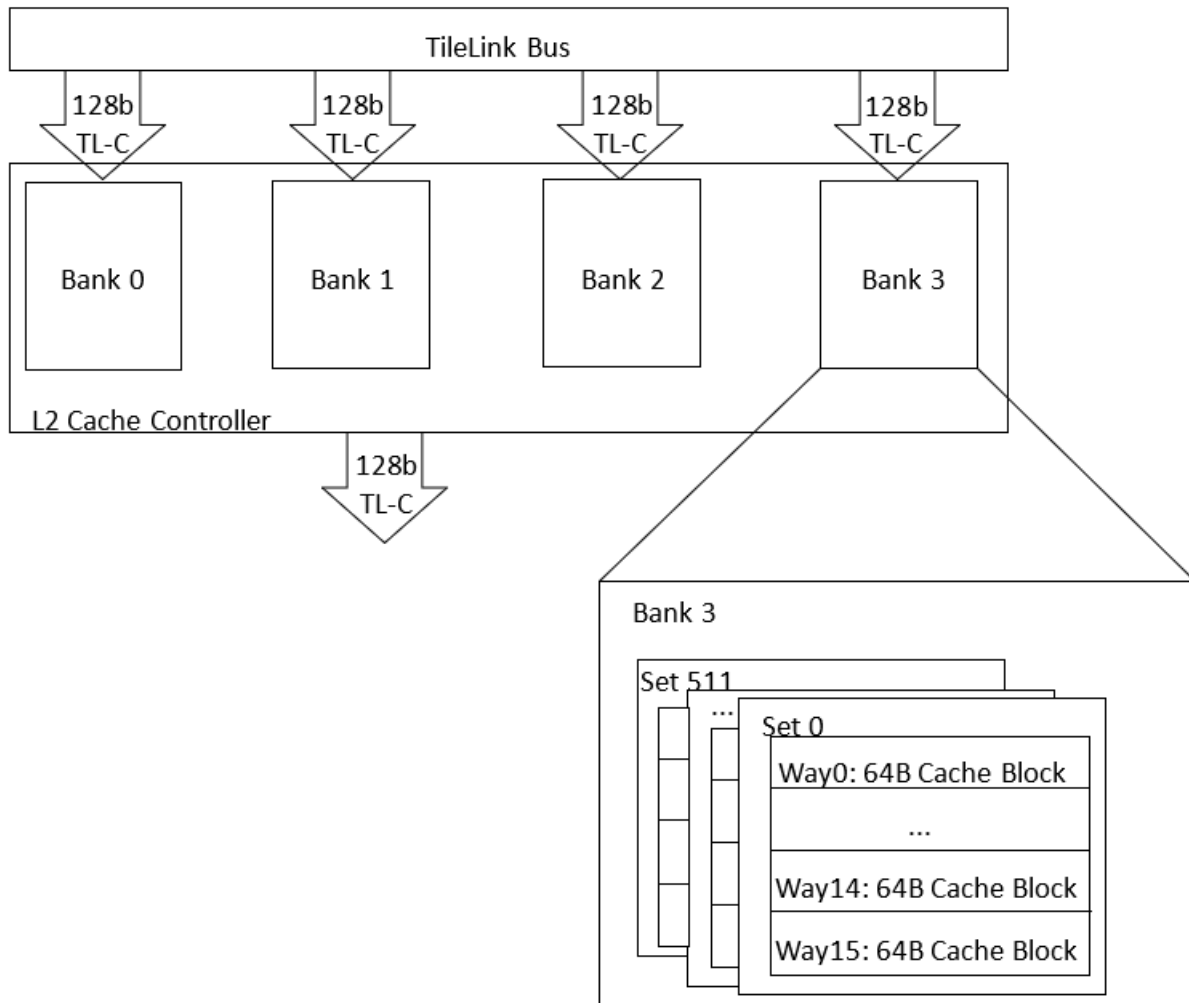 TileLink Bus
128b
TL-C
128b
TL-C
128b
TL-C
128b
TL-C
Bank 0
Bank 1
Bank 2
Bank 3
L2 Cache Controller
128b
TL-C
Bank 3
Set 511
...
Set 0
Way0: 64B Cache Block
...
Way14: 64B Cache Block
Way15: 64B Cache Block